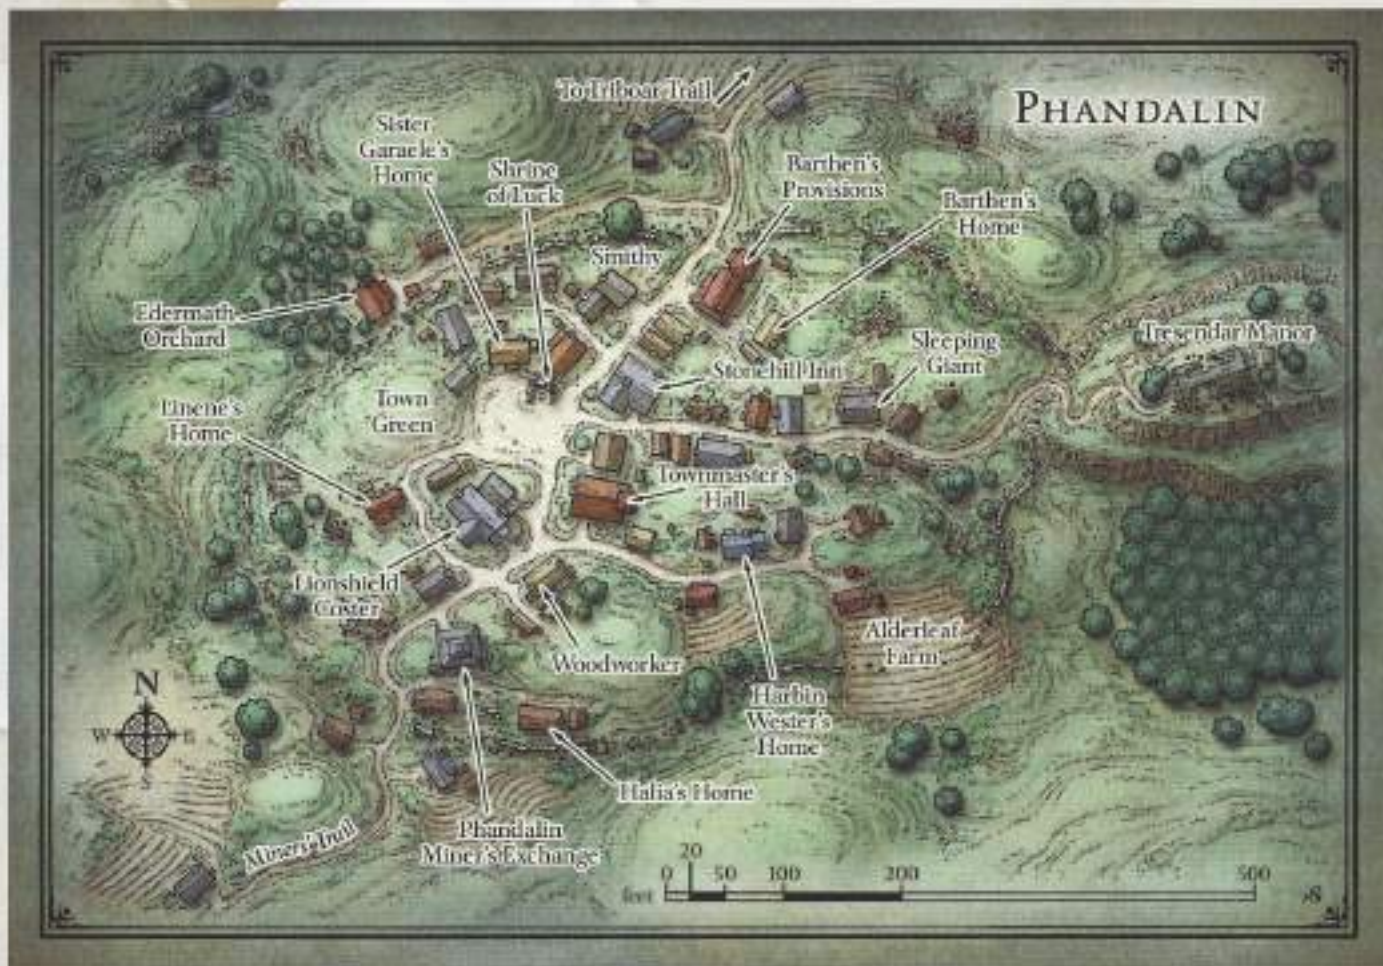 To Triboar Trail
PHANDALIN
Sister
Garaele's
Home
Shrine
of Luck
Barthen's
Provisions
Barthen's
Home
Smithy
Edermath
Orchard
Tresendar Manor
Sleeping
Giant
Stonehill Inn
Town
Green
Linene's
Home
Townmaster's
Hall
Lionshield
Coster
Woodworker
Alderleaf
Farm
Harbin
Wester's
Home
N
W E
S
Halia's Home
Phandalin
Miner's Exchange
Miners' Trail
20
0 50 100 200 500
feet